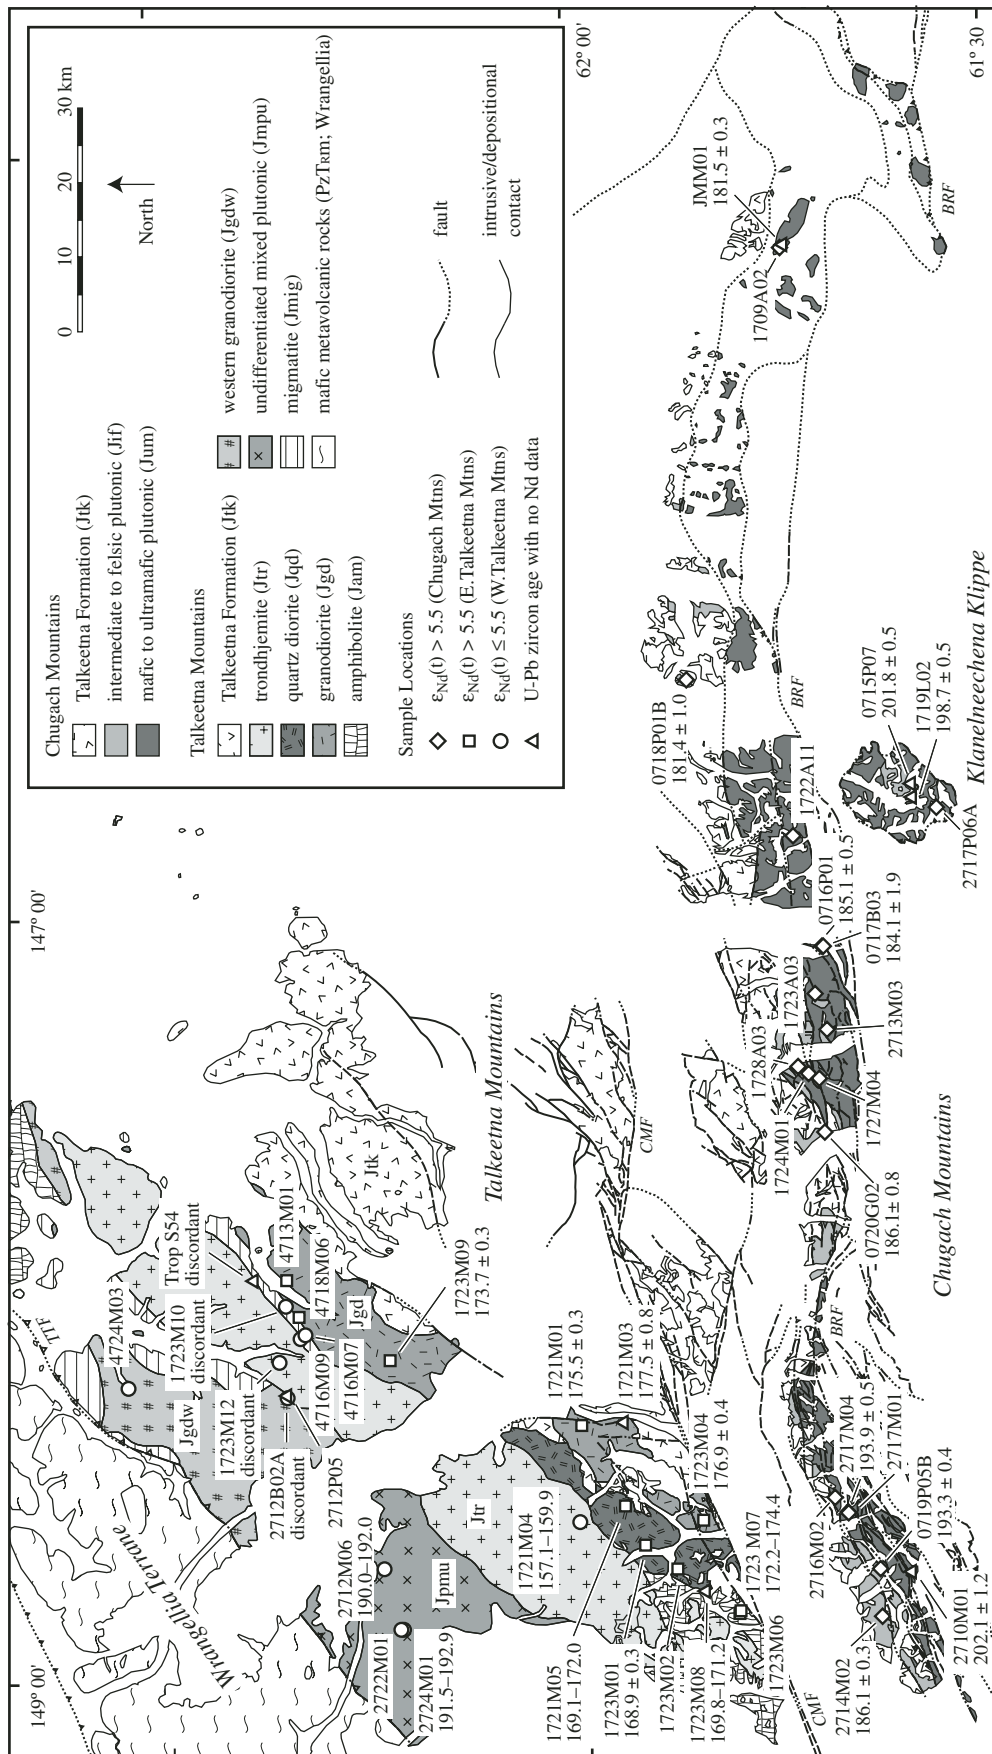 Chugach Mountains
Talkeetna Formation (Jtk)
intermediate to felsic plutonic (Jif)
mafic to ultramafic plutonic (Jum)
Talkeetna Mountains
Talkeetna Formation (Jtk)
trondhjemite (Jtr)
quartz diorite (Jqd)
granodiorite (Jgd)
amphibolite (Jam)
western granodiorite (Jgdw)
undifferentiated mixed plutonic (Jmpu)
migmatite (Jmig)
mafic metavolcanic rocks (PzTRm; Wrangellia)
Sample Locations
εNd(t) > 5.5 (Chugach Mtns)
εNd(t) > 5.5 (E.Talkeetna Mtns)
εNd(t) ≤ 5.5 (W.Talkeetna Mtns)
U-Pb zircon age with no Nd data
fault
intrusive/depositional
contact
0
10
20
30 km
North
149° 00'
147° 00'
62° 00'
61° 30
Wrangellia Terrane
TTF
Jgdw
4724M03
Trop S54
discordant
1723M10
discordant
4713M01
4718M06
1723M12
discordant
4716M09
4716M07
Jgd
Jtk
1723M09
173.7 ± 0.3
2712B02A
discordant
2712P05
Talkeetna Mountains
2712M06
190.0–192.0
2722M01
2724M01
191.5–192.9
Jpmu
Jtr
1721M04
157.1–159.9
1721M01
175.5 ± 0.3
1721M03
177.5 ± 0.8
1721M05
169.1–172.0
1723M01
168.9 ± 0.3
1723M02
1723M08
169.8–171.2
1723M04
176.9 ± 0.4
1723 M07
172.2–174.4
1723M06
CMF
CMF
2714M02
186.1 ± 0.3
2716M02
2717M04
193.9 ± 0.5
2717M01
0719P05B
193.3 ± 0.4
2710M01
202.1 ± 1.2
BRF
Chugach Mountains
0720G02
186.1± 0.8
1724M01
1728A03
1727M04
1723A03
2713M03
0716P01
185.1 ± 0.5
0717B03
184.1 ± 1.9
1722A11
0718P01B
181.4 ± 1.0
BRF
0715P07
201.8 ± 0.5
1719L02
198.7 ± 0.5
2717P06A
Klanelneechena Klippe
1709A02
JMM01
181.5 ± 0.3
BRF